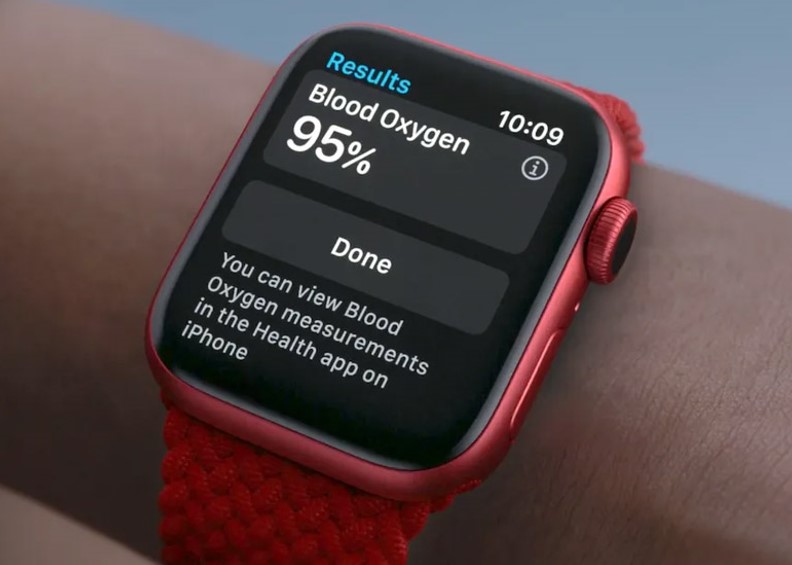 Results
10:09
Blood Oxygen
95%
Done
You can view Blood
Oxygen measurements
in the Health app on
iPhone